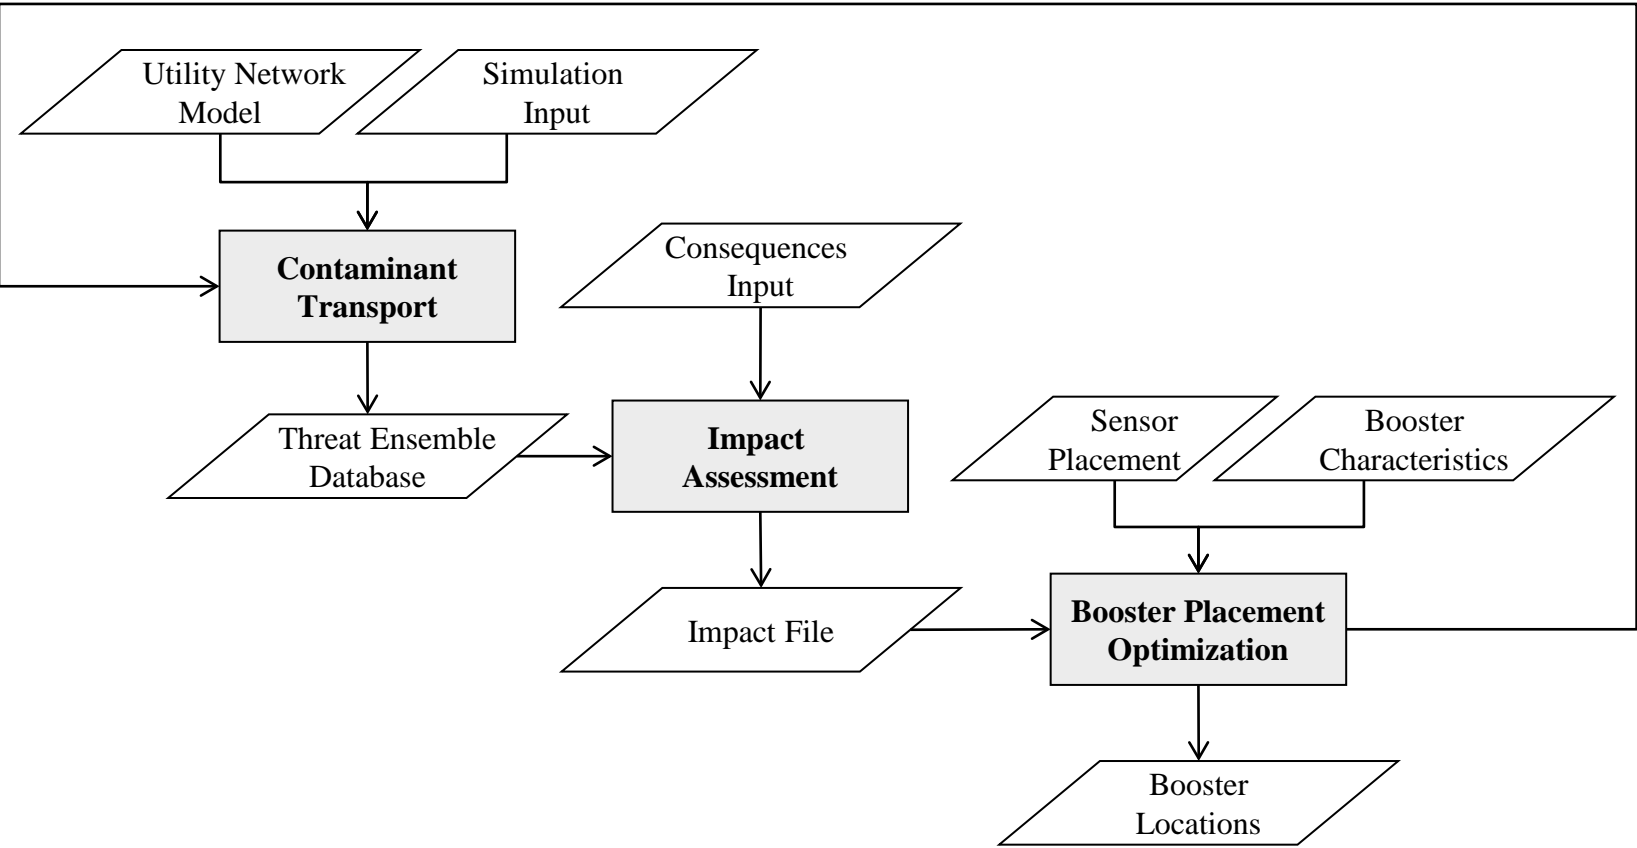 Utility Network
Model
Simulation
Input
Contaminant
Transport
Consequences
Input
Threat Ensemble
Database
Impact
Assessment
Sensor
Placement
Booster
Characteristics
Impact File
Booster Placement
Optimization
Booster
Locations